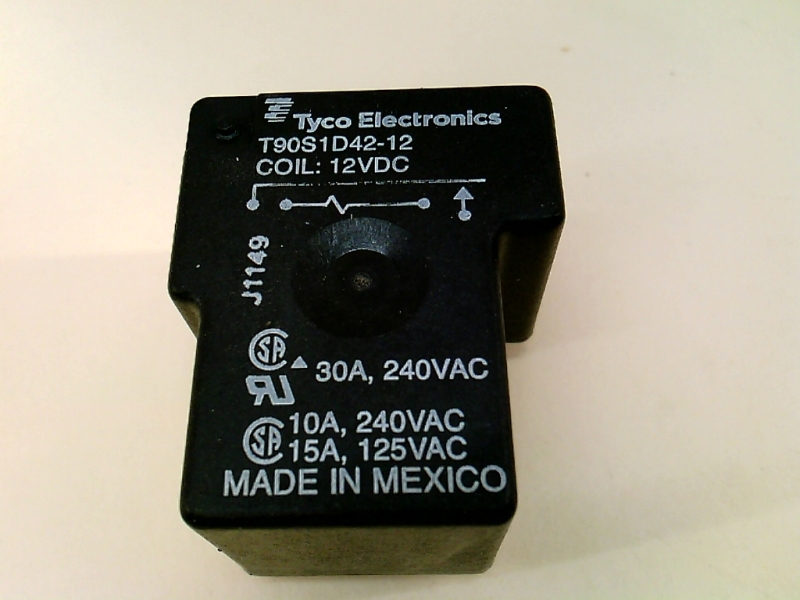 Tyco Electronics
T90S1D42-12
COIL: 12VDC
J1149
30A, 240VAC
10A, 240VAC
15A, 125VAC
MADE IN MEXICO